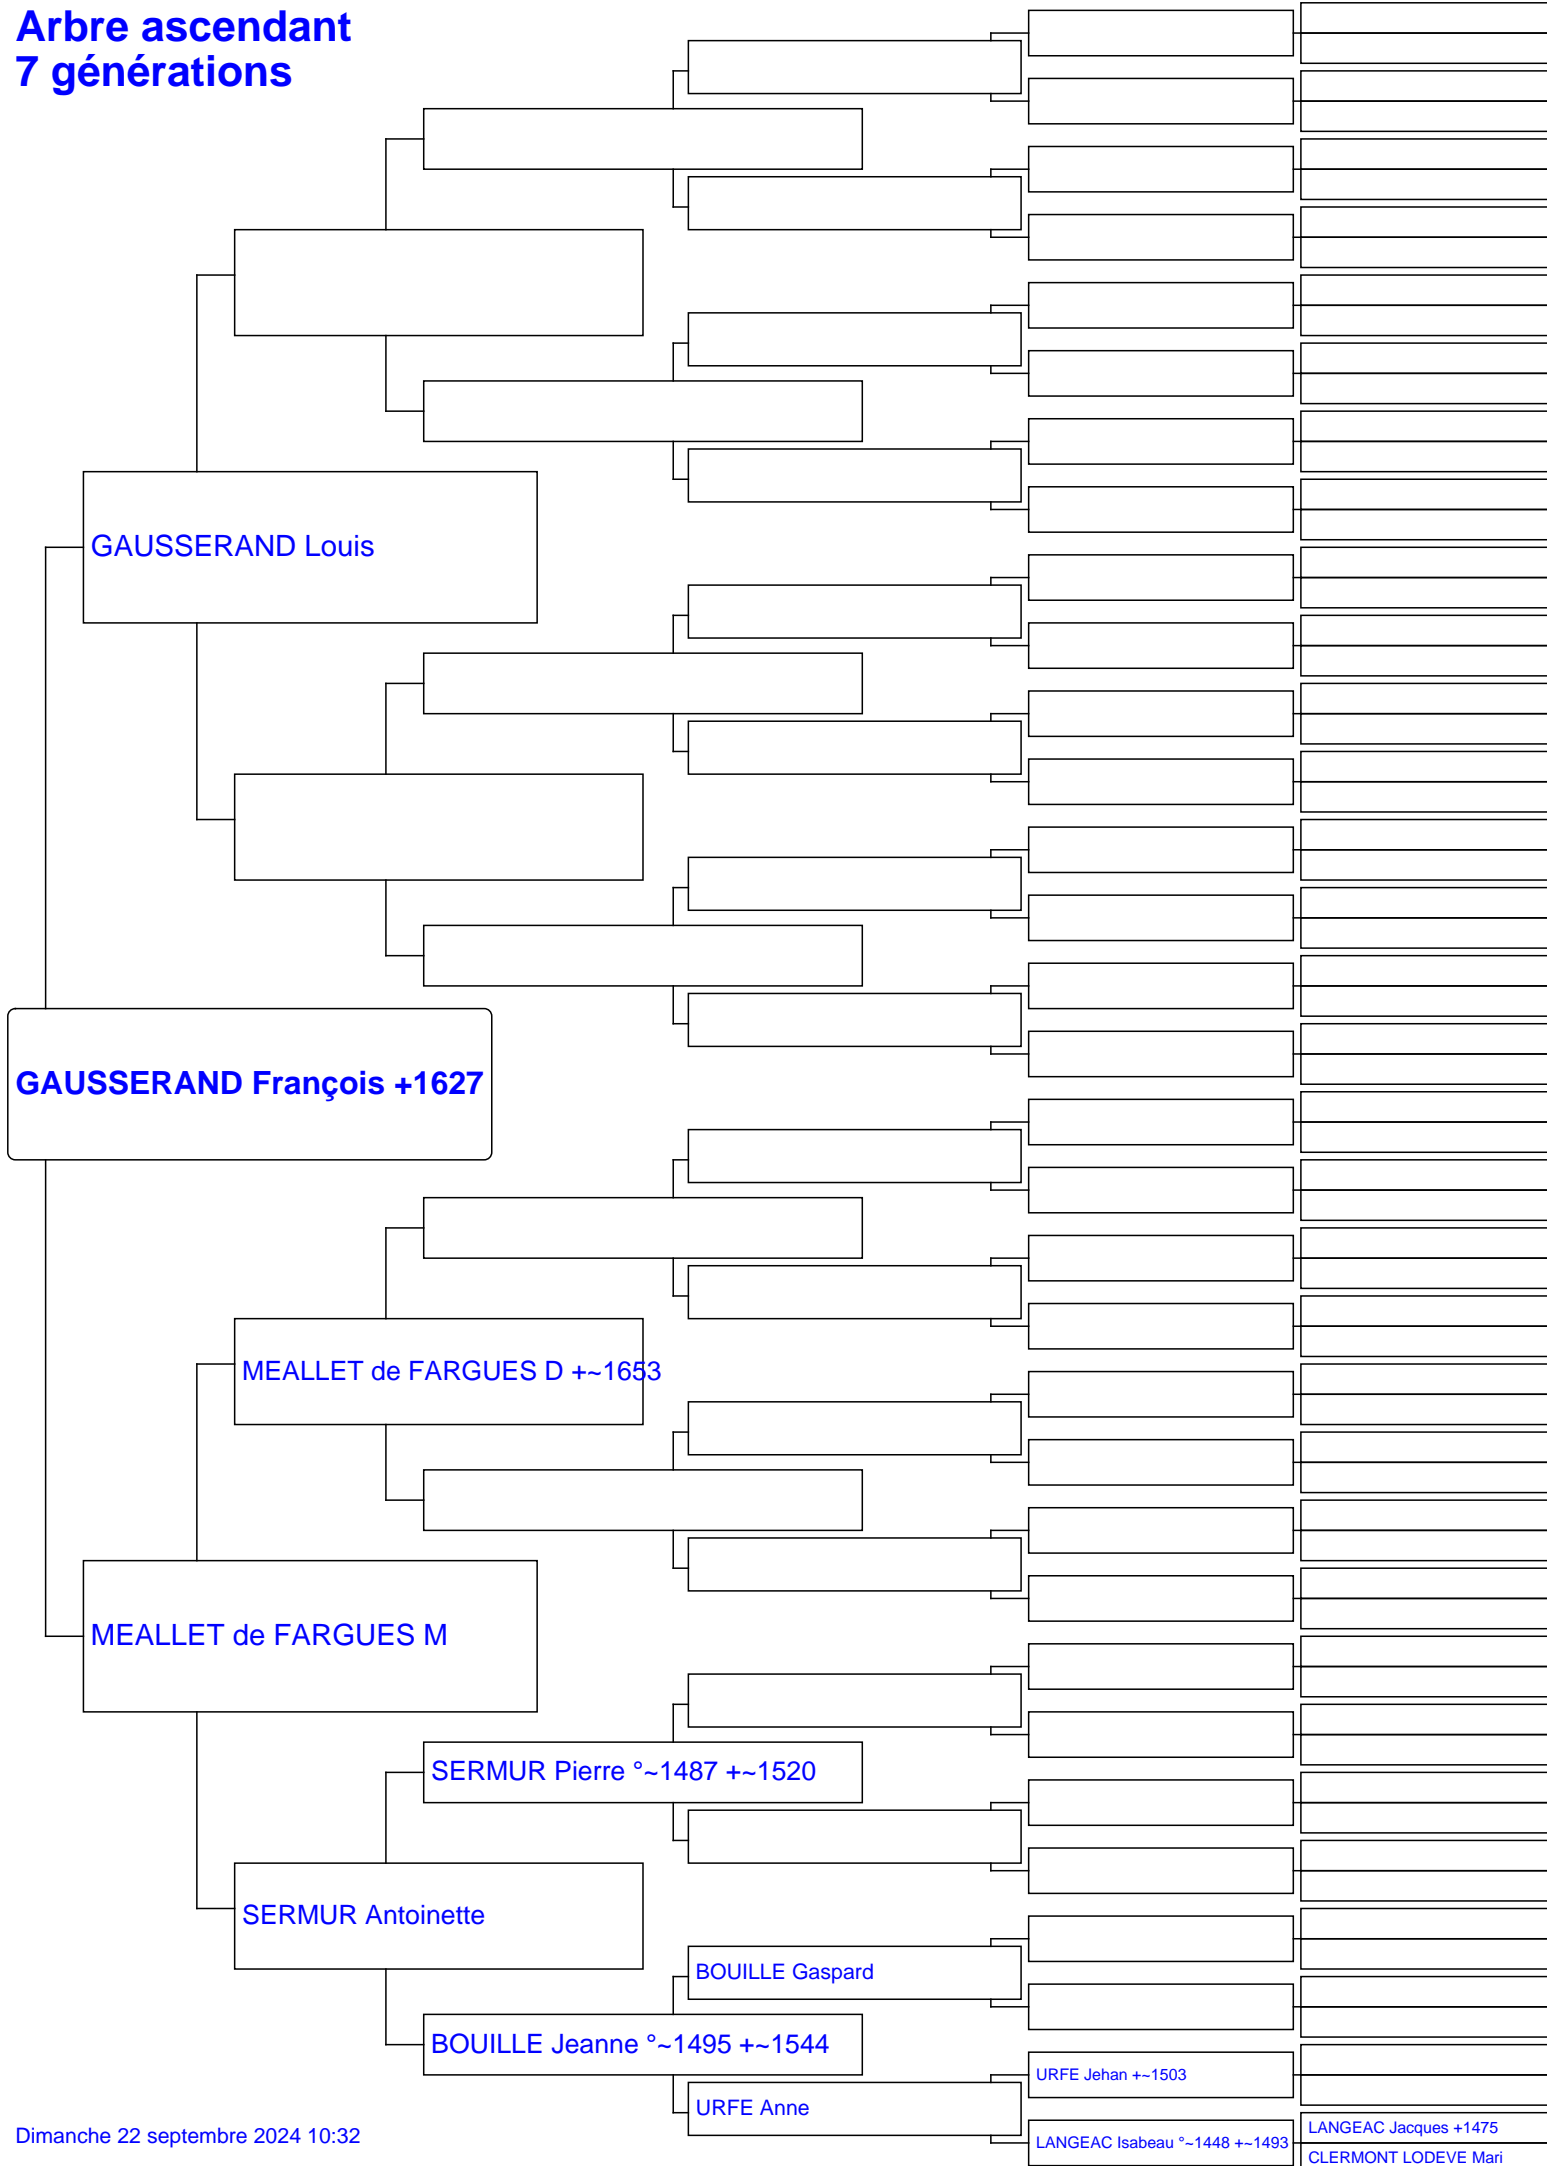 Arbre ascendant
7 générations
GAUSSERAND Louis
GAUSSERAND François +1627
MEALLET de FARGUES D +~1653
MEALLET de FARGUES M
SERMUR Pierre °~1487 +~1520
SERMUR Antoinette
BOUILLE Gaspard
BOUILLE Jeanne °~1495 +~1544
URFE Jehan +~1503
URFE Anne
LANGEAC Jacques +1475
LANGEAC Isabeau °~1448 +~1493
CLERMONT LODEVE Mari
Dimanche 22 septembre 2024 10:32